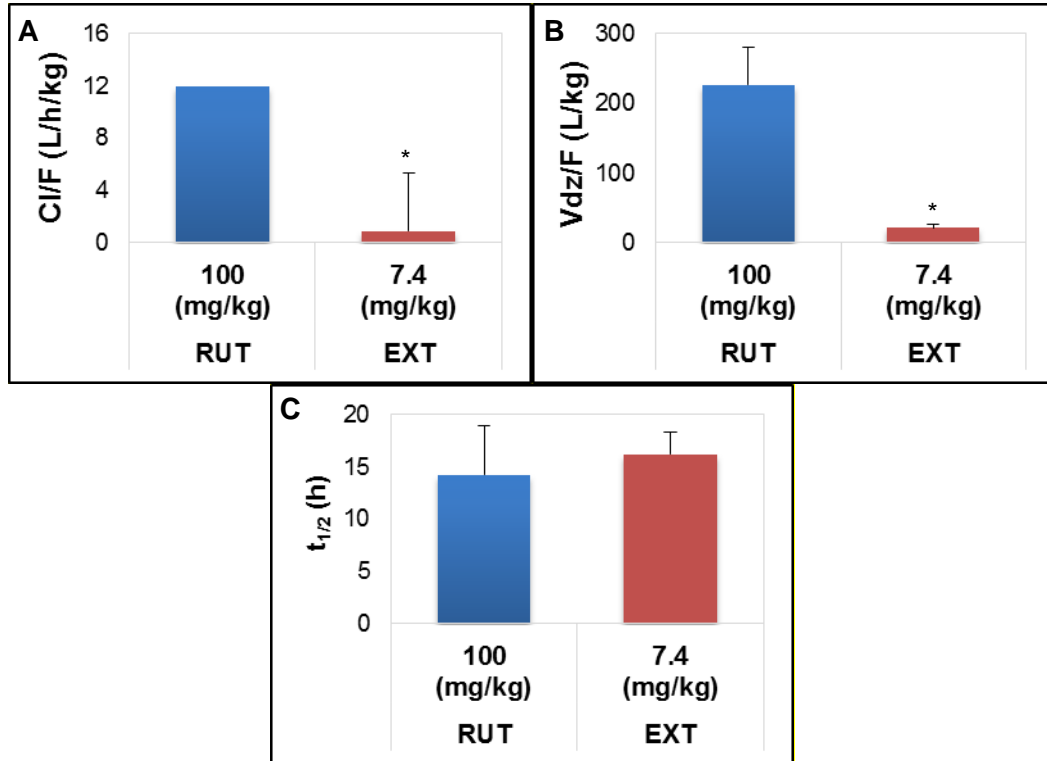 A
Cl/F (L/h/kg)
16
12
8
4
0
*
100
(mg/kg)
7.4
(mg/kg)
RUT
EXT
B
Vdz/F (L/kg)
300
200
100
0
*
100
(mg/kg)
7.4
(mg/kg)
RUT
EXT
C
t1/2 (h)
20
15
10
5
0
100
(mg/kg)
7.4
(mg/kg)
RUT
EXT